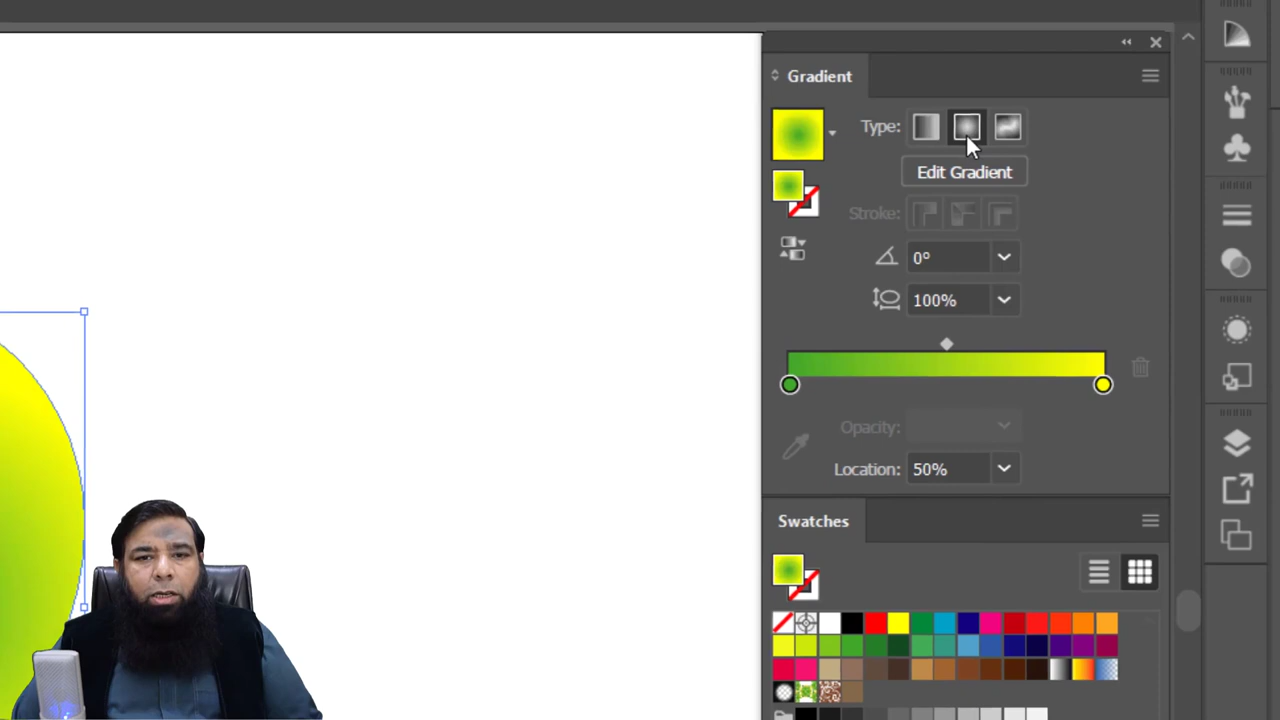 Gradient
Type:
Edit Gradient
Stroke:
0°
100%
Opacity:
Location: 50%
Swatches